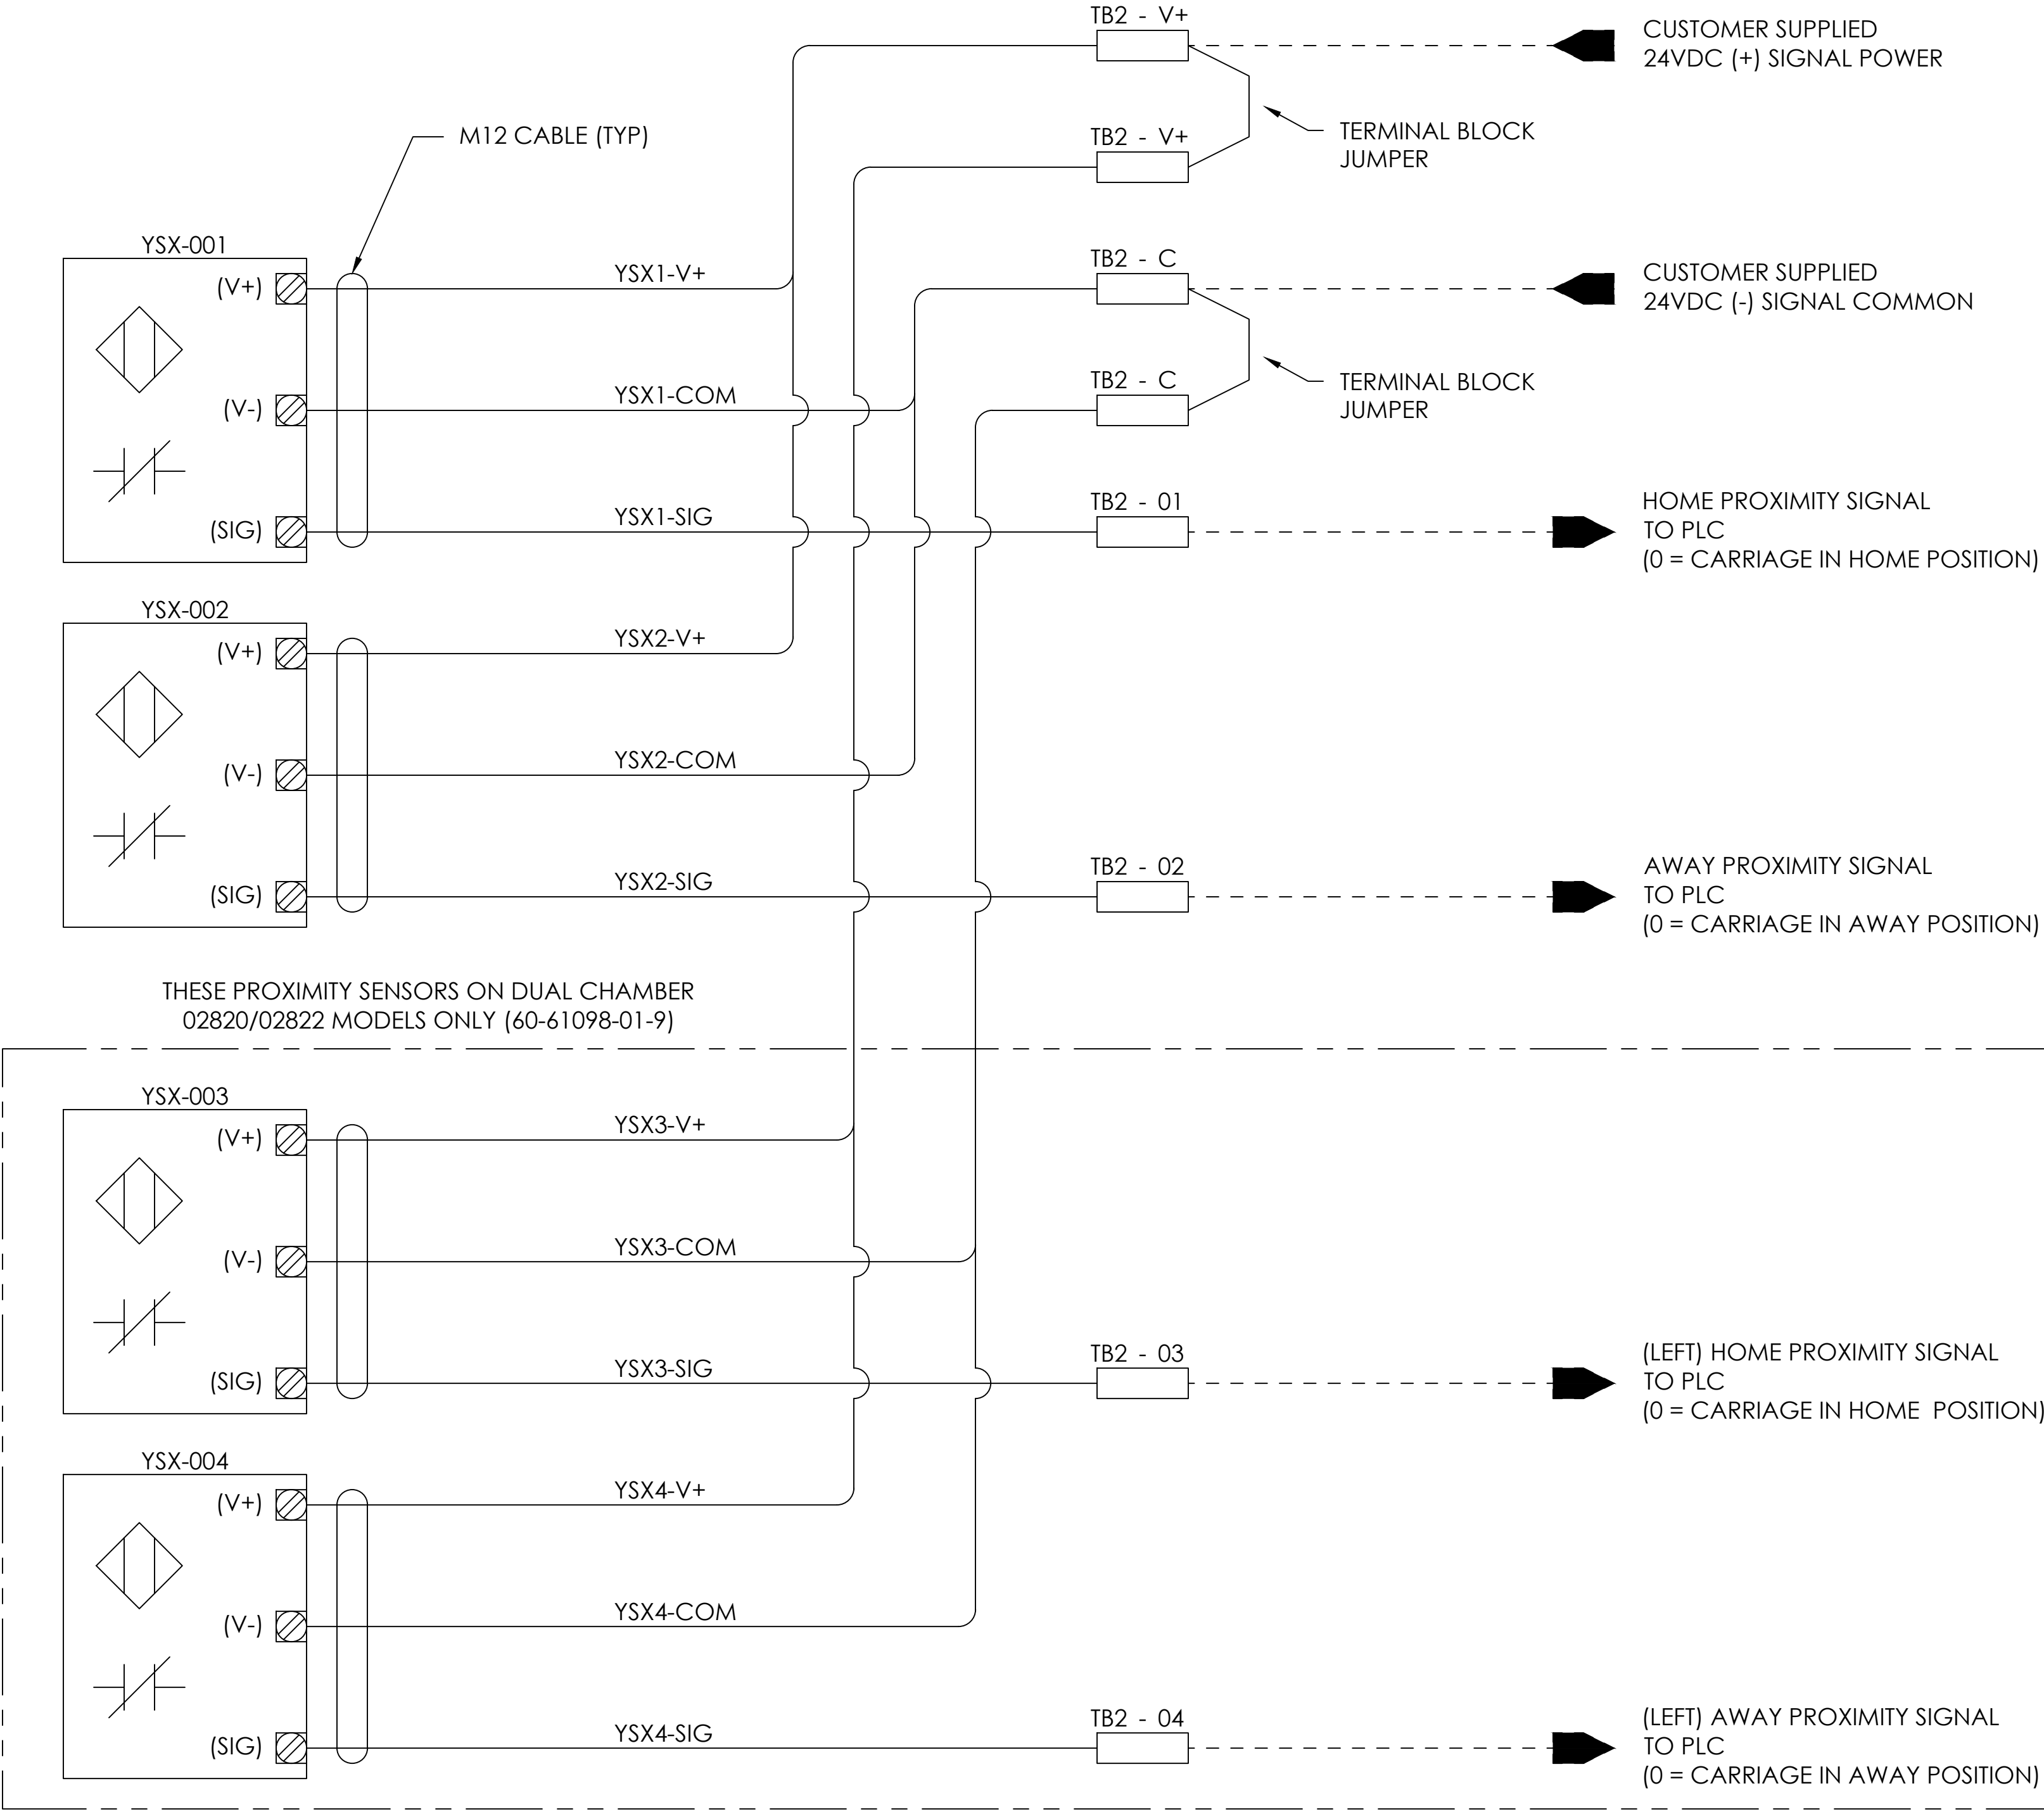 TB2 - V+
CUSTOMER SUPPLIED
24VDC (+) SIGNAL POWER
M12 CABLE (TYP)
TB2 - V+
TERMINAL BLOCK
JUMPER
YSX-001
(V+)
YSX1-V+
TB2 - C
CUSTOMER SUPPLIED
24VDC (-) SIGNAL COMMON
(V-)
YSX1-COM
TB2 - C
TERMINAL BLOCK
JUMPER
(SIG)
YSX1-SIG
TB2 - 01
HOME PROXIMITY SIGNAL
TO PLC
(0 = CARRIAGE IN HOME POSITION)
YSX-002
(V+)
YSX2-V+
(V-)
YSX2-COM
(SIG)
YSX2-SIG
TB2 - 02
AWAY PROXIMITY SIGNAL
TO PLC
(0 = CARRIAGE IN AWAY POSITION)
THESE PROXIMITY SENSORS ON DUAL CHAMBER
02820/02822 MODELS ONLY (60-61098-01-9)
YSX-003
(V+)
YSX3-V+
(V-)
YSX3-COM
(SIG)
YSX3-SIG
TB2 - 03
(LEFT) HOME PROXIMITY SIGNAL
TO PLC
(0 = CARRIAGE IN HOME  POSITION)
YSX-004
(V+)
YSX4-V+
(V-)
YSX4-COM
(SIG)
YSX4-SIG
TB2 - 04
(LEFT) AWAY PROXIMITY SIGNAL
TO PLC
(0 = CARRIAGE IN AWAY POSITION)